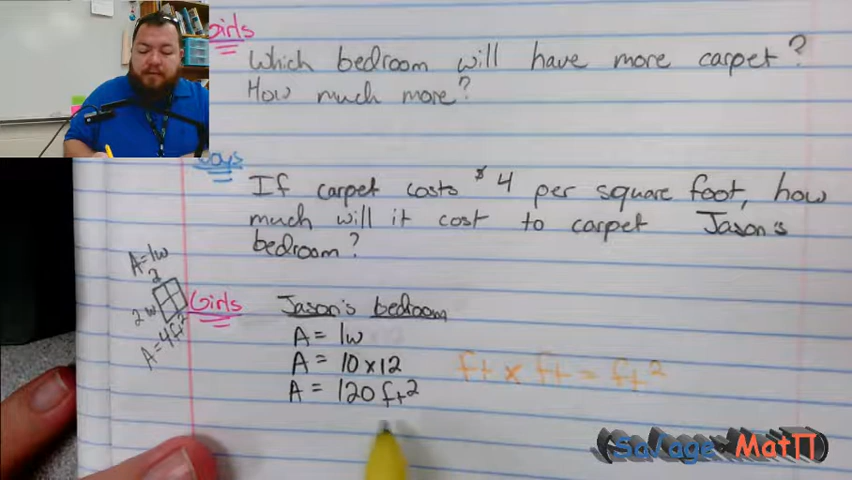 Girls
Which bedroom will have more carpet?
How much more?
Boys
If carpet costs $4 per square foot, how
much will it cost to carpet Jason's
bedroom?
A=lw
2
2 w
A=4ft²
Girls
Jason's bedroom
A = lw
A = 10 x 12
A = 120 ft²
ft x ft = ft²
Savage MatΠ